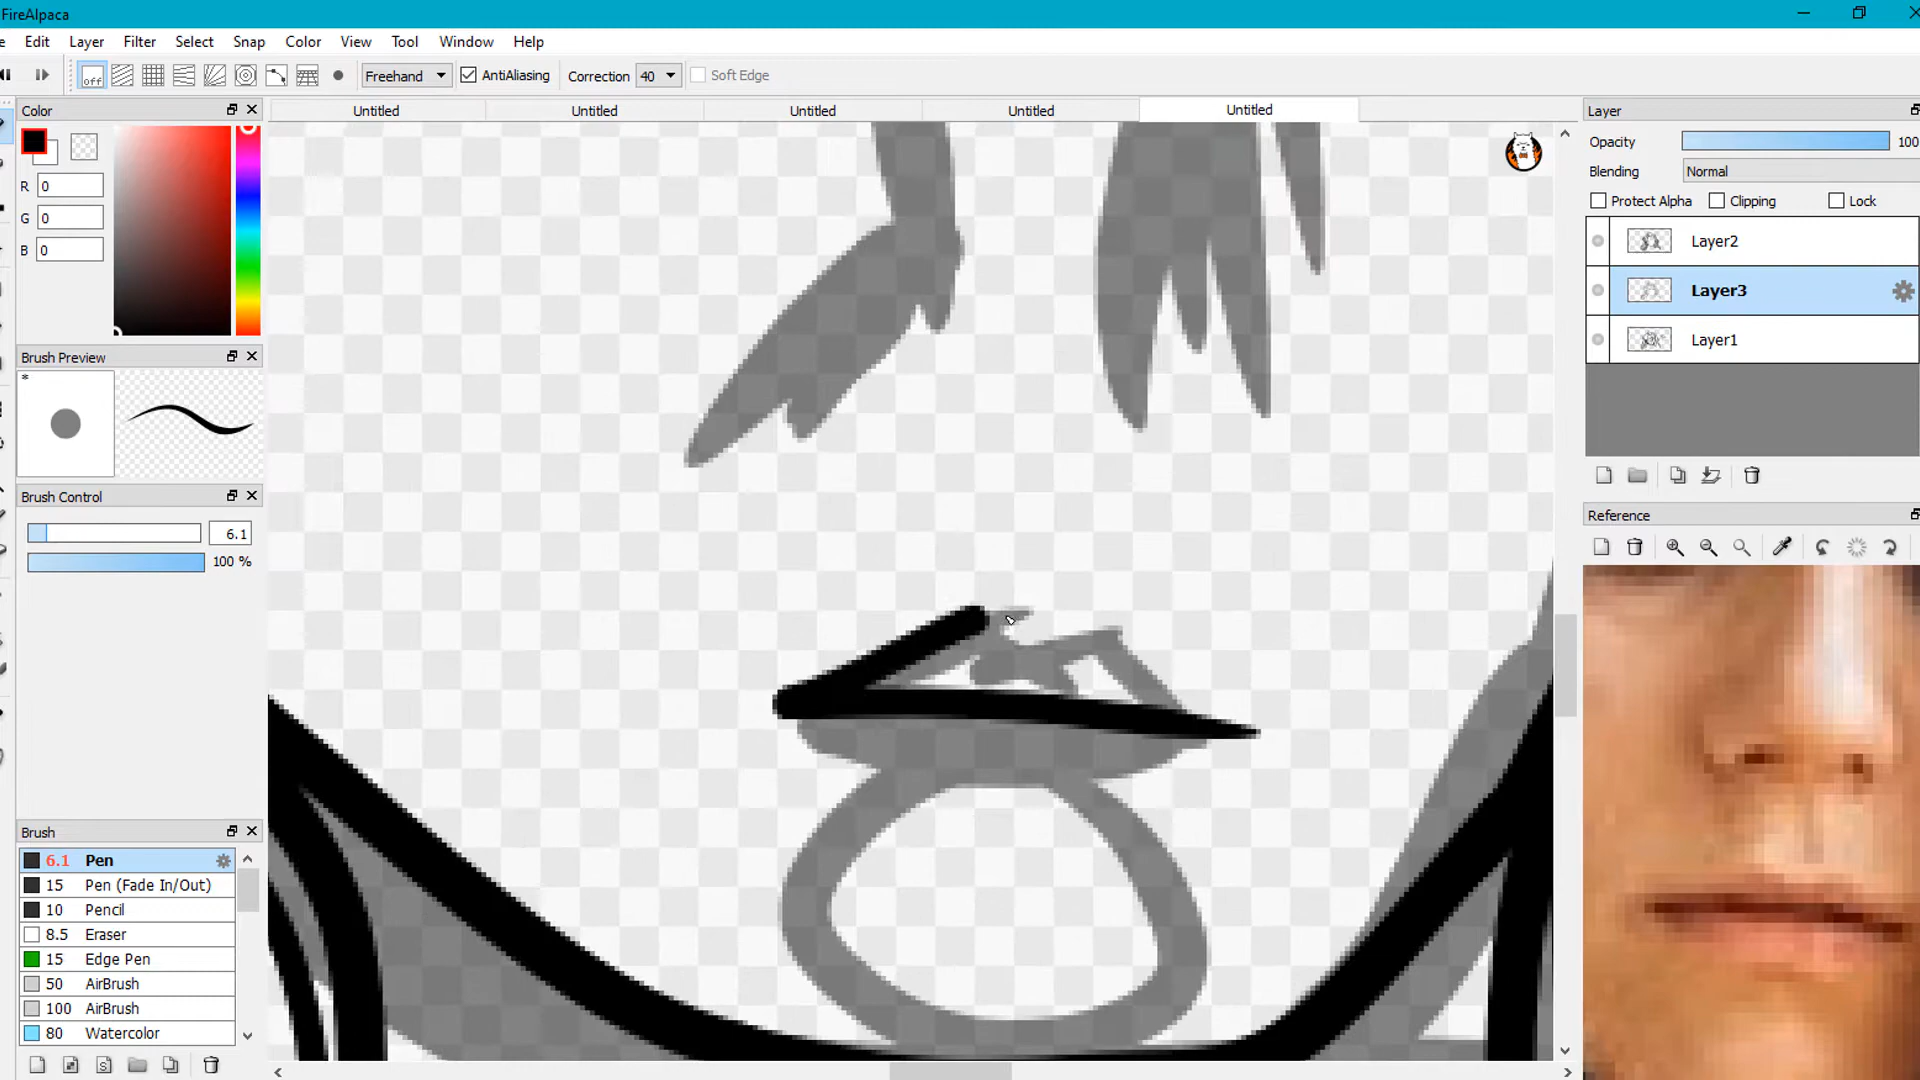 FireAlpaca
e Edit Layer Filter Select Snap Color View Tool Window Help
off Freehand AntiAliasing Correction 40 Soft Edge
Color
Untitled Untitled Untitled Untitled Untitled
Layer
R 0
G 0
B 0
Opacity 100
Blending Normal
Protect Alpha Clipping Lock
Layer2
Layer3
Layer1
Brush Preview
*
Brush Control
6.1
100 %
Reference
Brush
6.1 Pen
15 Pen (Fade In/Out)
10 Pencil
8.5 Eraser
15 Edge Pen
50 AirBrush
100 AirBrush
80 Watercolor